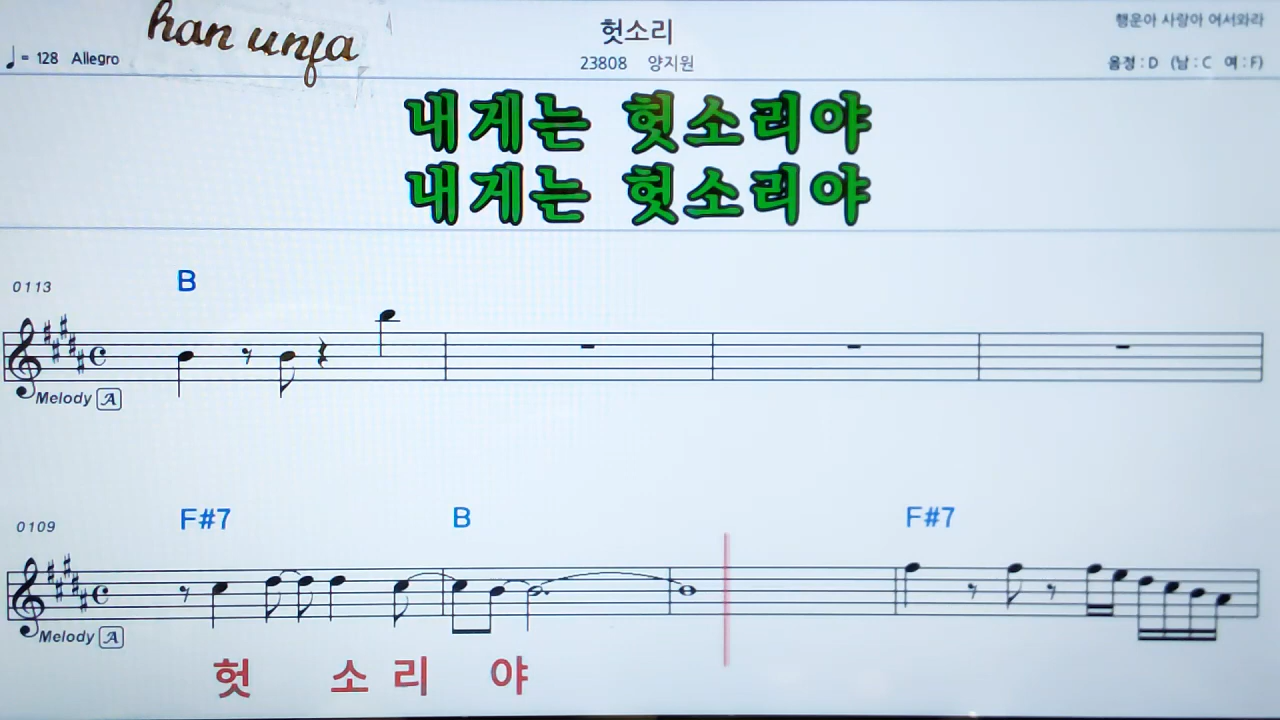 han unja
헛소리
행운아 사랑아 어서와라
♩= 128 Allegro
23808 양지원
음정 : D (남 : C 여 : F)
내게는 헛소리야
내게는 헛소리야
0113
B
Melody A
0109
F#7 B F#7
Melody A
헛 소 리 야